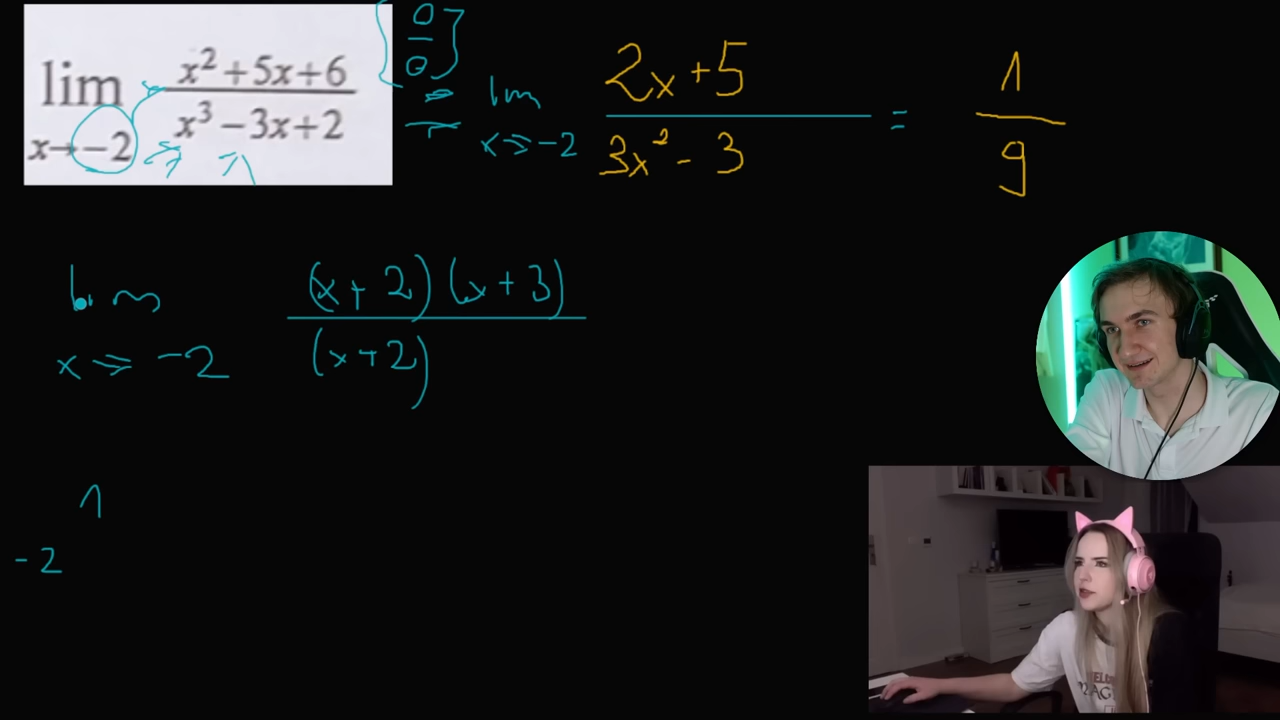 lim x→-2 x²+5x+6 / x³-3x+2
{0/0}
= lim x→-2 2x+5 / 3x²-3 = 1/9
lim x→-2 (x+2)(x+3) / (x+2)
1
-2